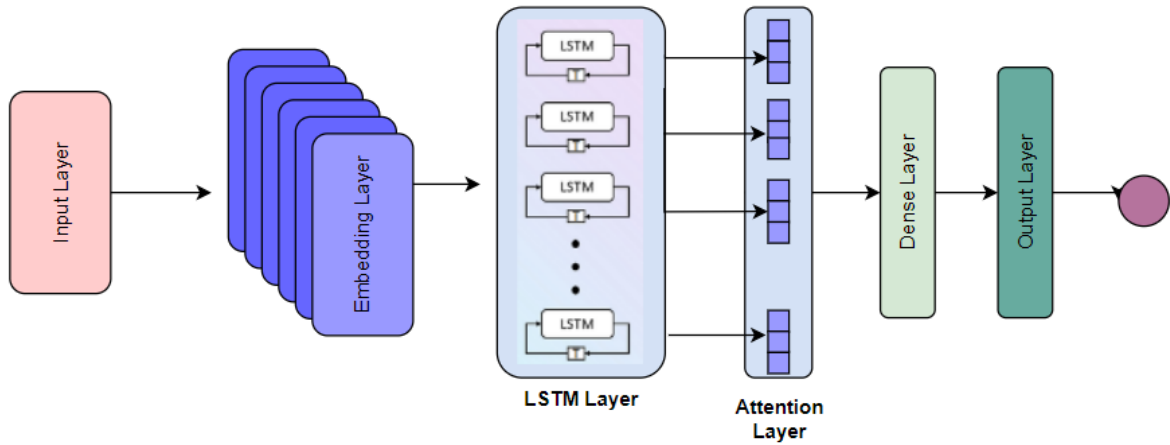 Input Layer
Embedding Layer
LSTM
T
LSTM
T
LSTM
T
LSTM
T
LSTM Layer
Attention
Layer
Dense Layer
Output Layer